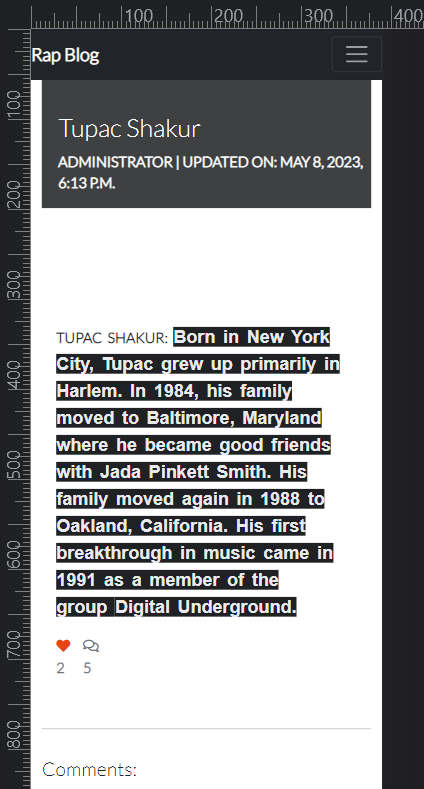 100 200 300 400
Rap Blog
100
Tupac Shakur
ADMINISTRATOR | UPDATED ON: MAY 8, 2023,
6:13 P.M.
200
300
TUPAC SHAKUR: Born in New York
City, Tupac grew up primarily in
Harlem. In 1984, his family
400
moved to Baltimore, Maryland
where he became good friends
with Jada Pinkett Smith. His
500
family moved again in 1988 to
Oakland, California. His first
breakthrough in music came in
600
1991 as a member of the
group Digital Underground.
700
2 5
800
Comments: